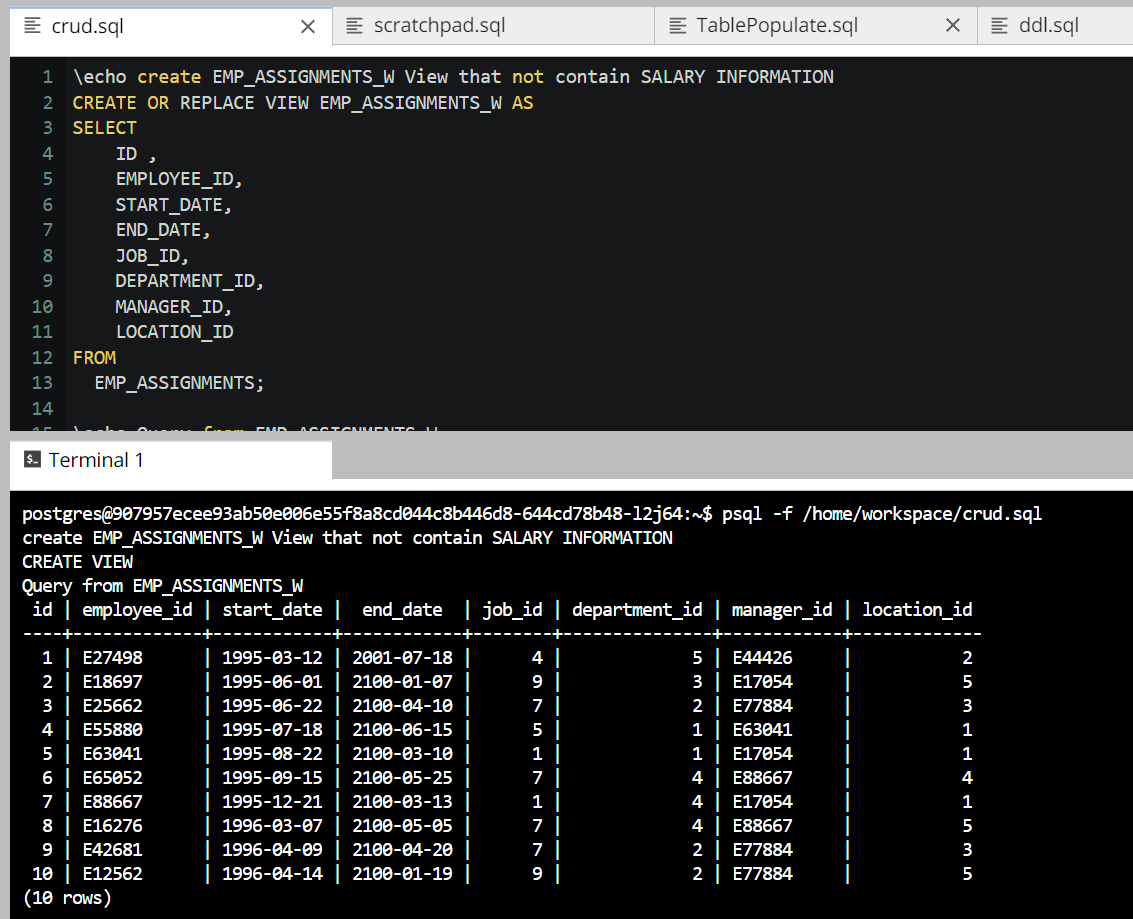 crud.sql
scratchpad.sql
TablePopulate.sql
ddl.sql
1 \echo create EMP_ASSIGNMENTS_W View that not contain SALARY INFORMATION
2 CREATE OR REPLACE VIEW EMP_ASSIGNMENTS_W AS
3 SELECT
4     ID ,
5     EMPLOYEE_ID,
6     START_DATE,
7     END_DATE,
8     JOB_ID,
9     DEPARTMENT_ID,
10     MANAGER_ID,
11     LOCATION_ID
12 FROM
13   EMP_ASSIGNMENTS;
14
15 \echo Query from EMP_ASSIGNMENTS_W
Terminal 1
postgres@907957ecee93ab50e006e55f8a8cd044c8b446d8-644cd78b48-l2j64:~$ psql -f /home/workspace/crud.sql
create EMP_ASSIGNMENTS_W View that not contain SALARY INFORMATION
CREATE VIEW
Query from EMP_ASSIGNMENTS_W
 id | employee_id | start_date |  end_date  | job_id | department_id | manager_id | location_id
----+-------------+------------+------------+--------+---------------+------------+-------------
  1 | E27498      | 1995-03-12 | 2001-07-18 |      4 |             5 | E44426     |           2
  2 | E18697      | 1995-06-01 | 2100-01-07 |      9 |             3 | E17054     |           5
  3 | E25662      | 1995-06-22 | 2100-04-10 |      7 |             2 | E77884     |           3
  4 | E55880      | 1995-07-18 | 2100-06-15 |      5 |             1 | E63041     |           1
  5 | E63041      | 1995-08-22 | 2100-03-10 |      1 |             1 | E17054     |           1
  6 | E65052      | 1995-09-15 | 2100-05-25 |      7 |             4 | E88667     |           4
  7 | E88667      | 1995-12-21 | 2100-03-13 |      1 |             4 | E17054     |           1
  8 | E16276      | 1996-03-07 | 2100-05-05 |      7 |             4 | E88667     |           5
  9 | E42681      | 1996-04-09 | 2100-04-20 |      7 |             2 | E77884     |           3
 10 | E12562      | 1996-04-14 | 2100-01-19 |      9 |             2 | E77884     |           5
(10 rows)